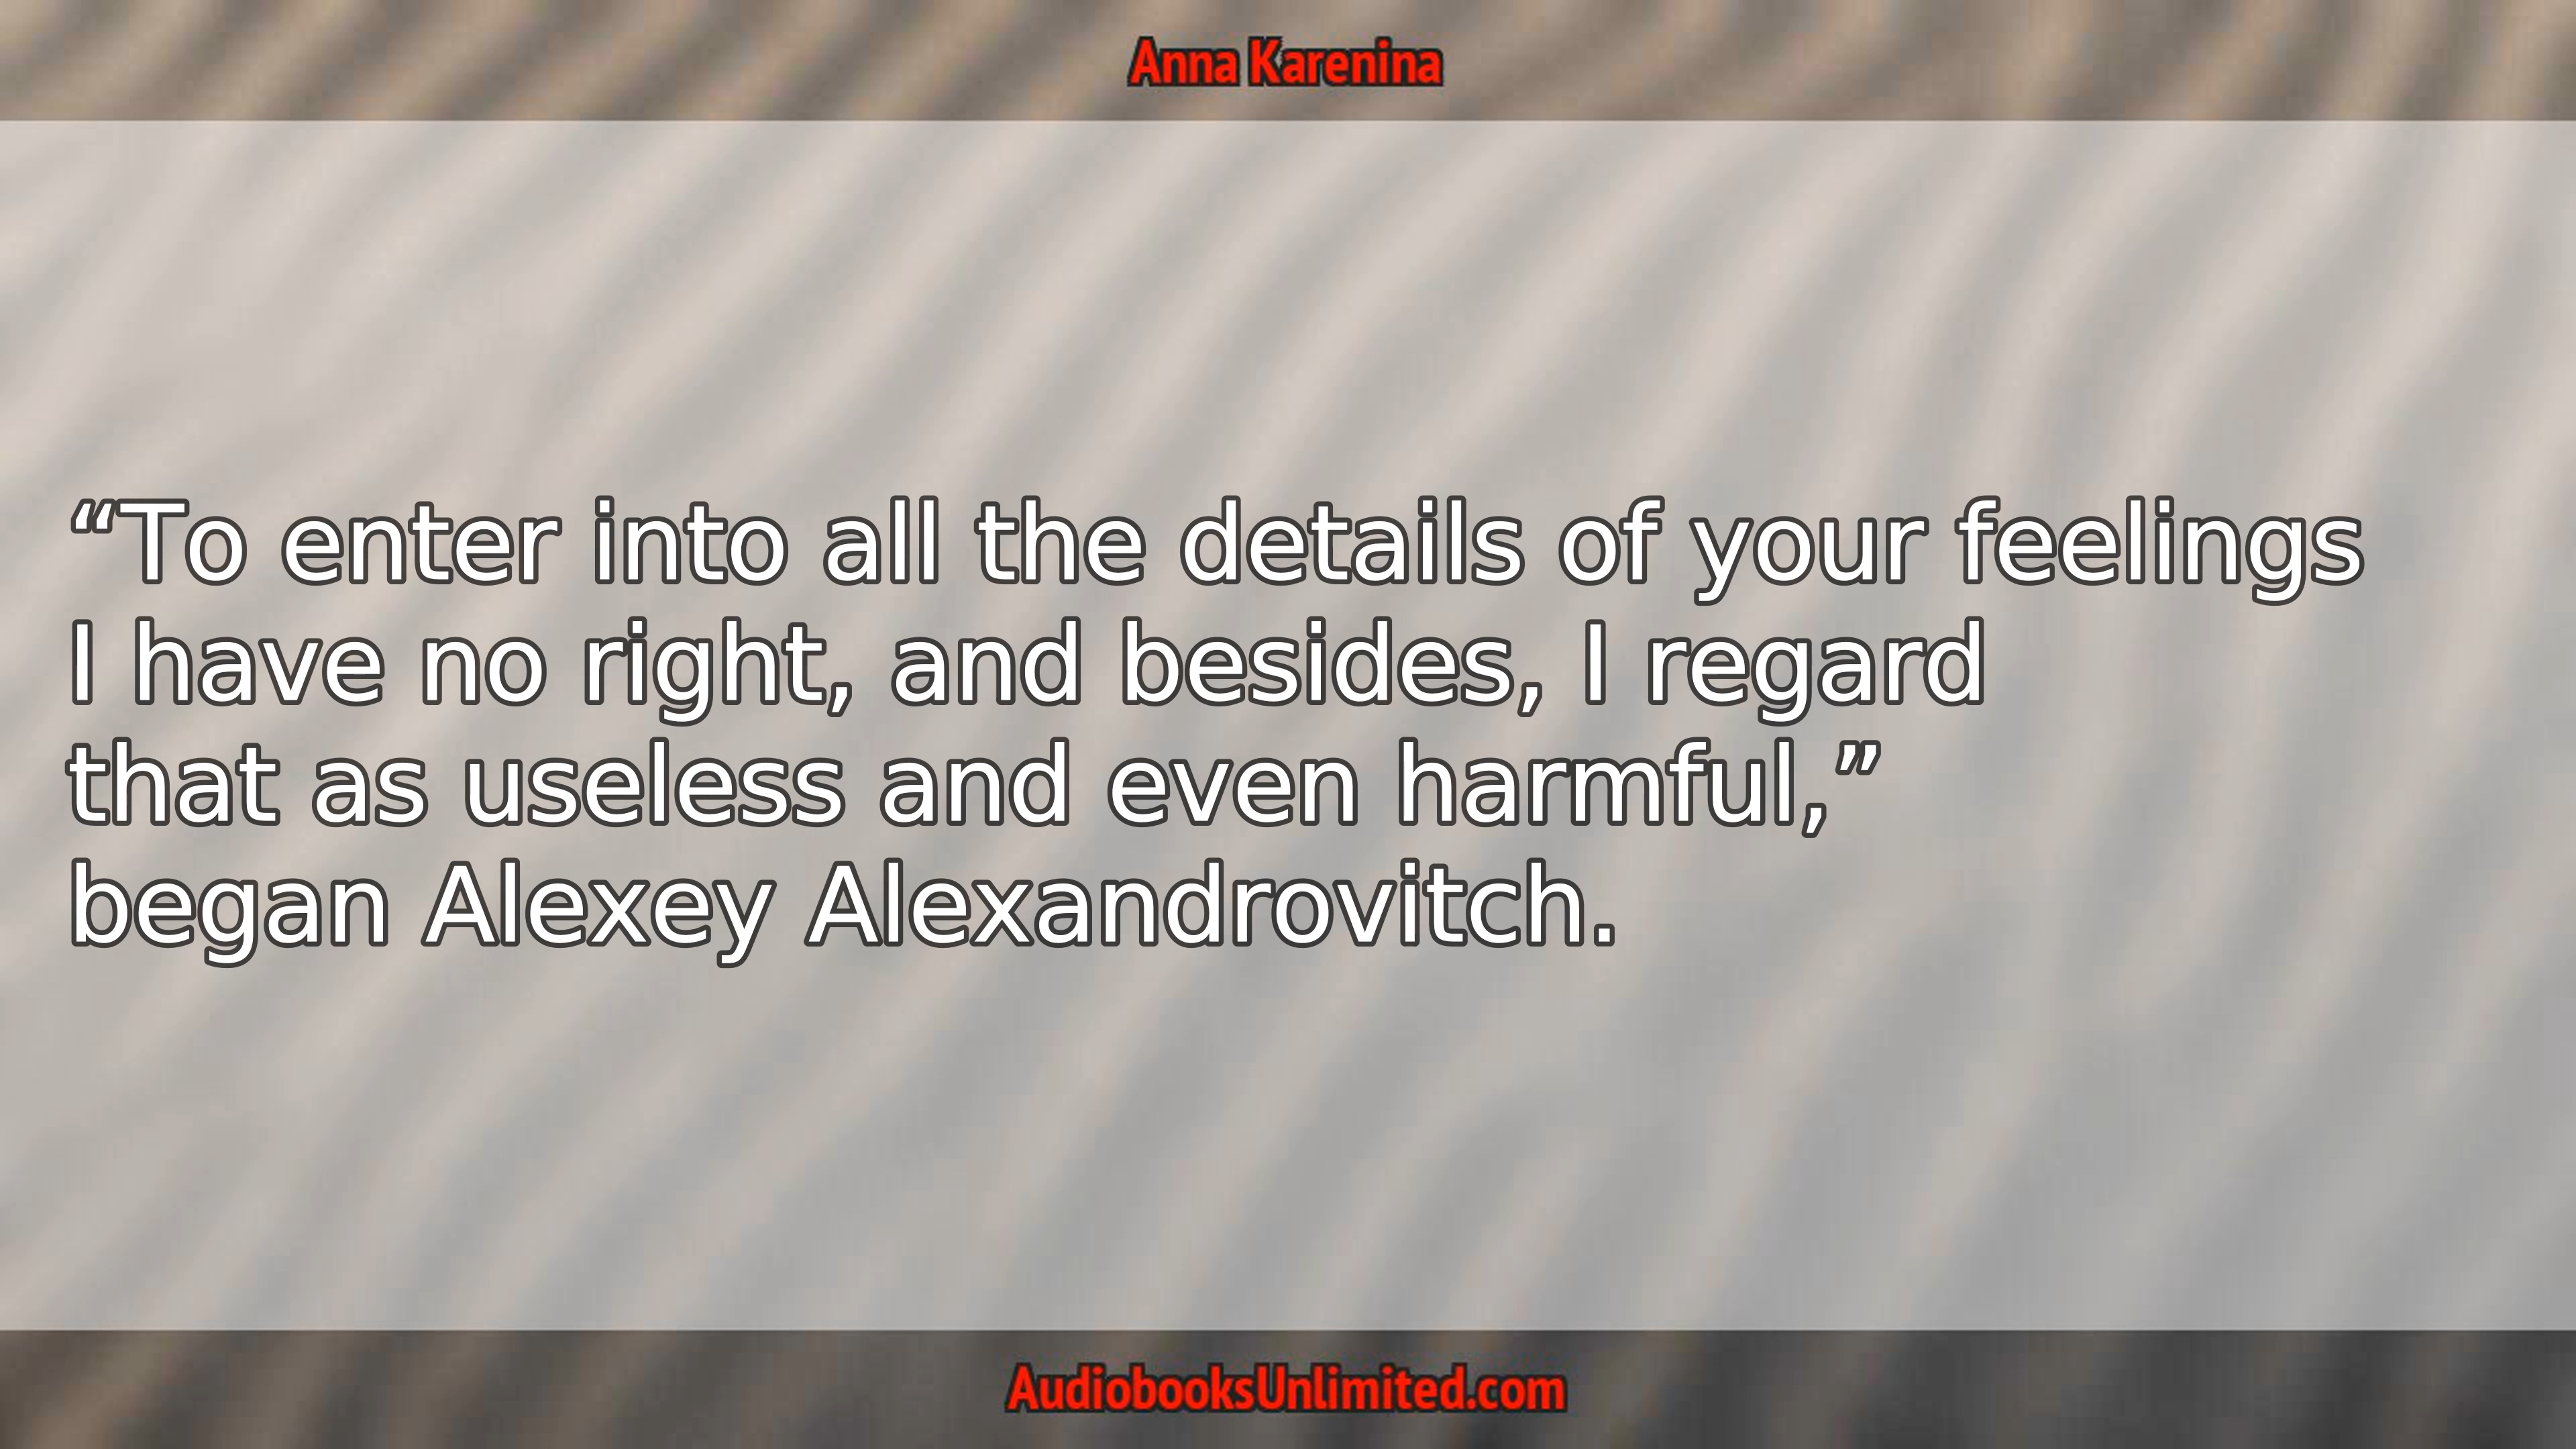 Anna Karenina
“To enter into all the details of your feelings
I have no right, and besides, I regard
that as useless and even harmful,”
began Alexey Alexandrovitch.
AudiobooksUnlimited.com